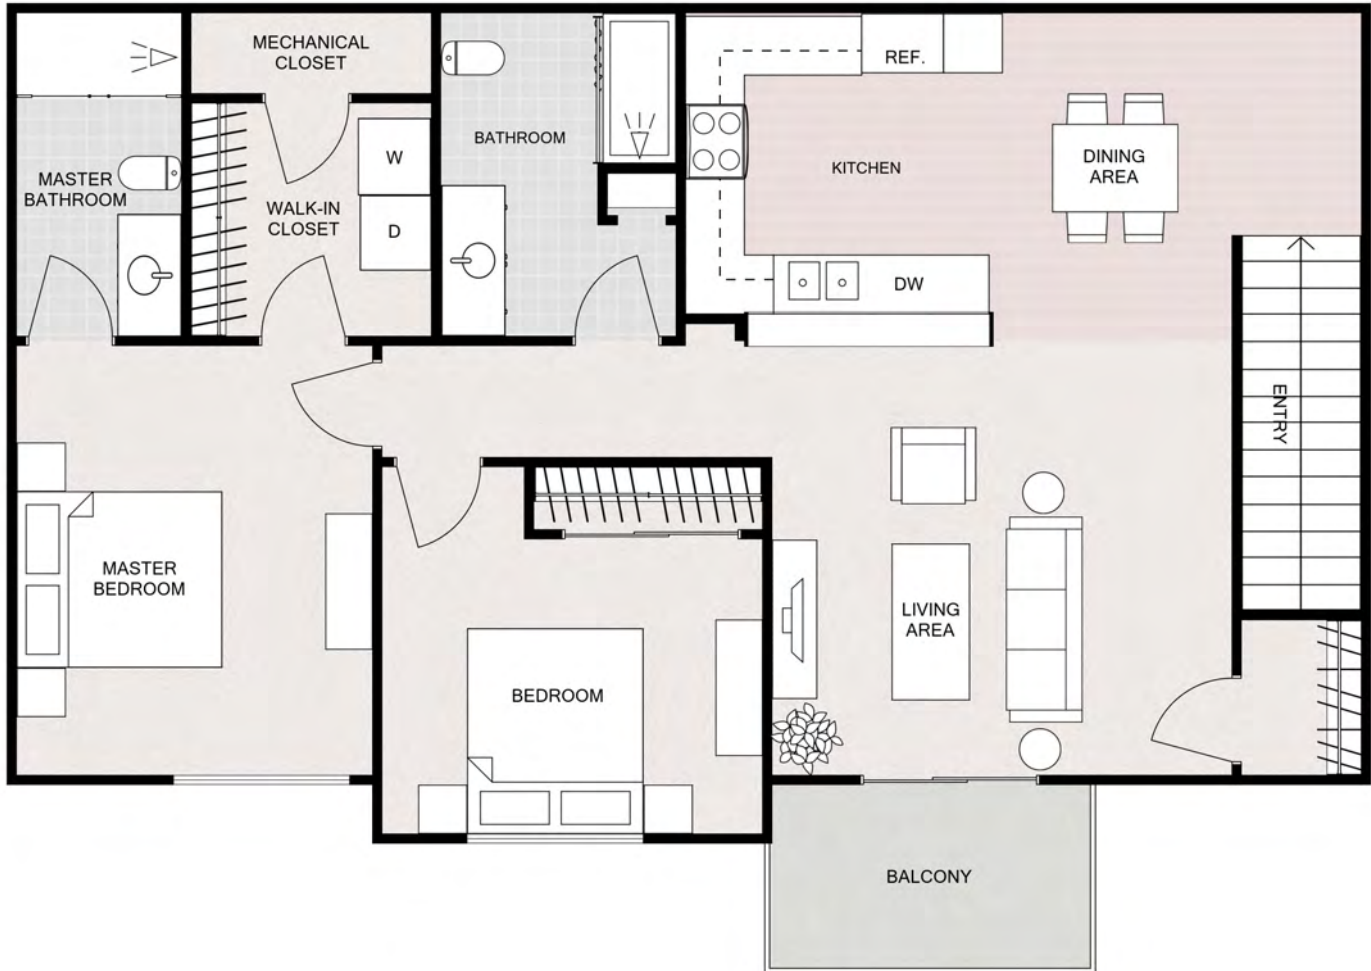 MECHANICAL
CLOSET
REF.
BATHROOM
W
KITCHEN
DINING
AREA
MASTER
BATHROOM
WALK-IN
CLOSET
D
DW
ENTRY
MASTER
BEDROOM
LIVING
AREA
BEDROOM
BALCONY